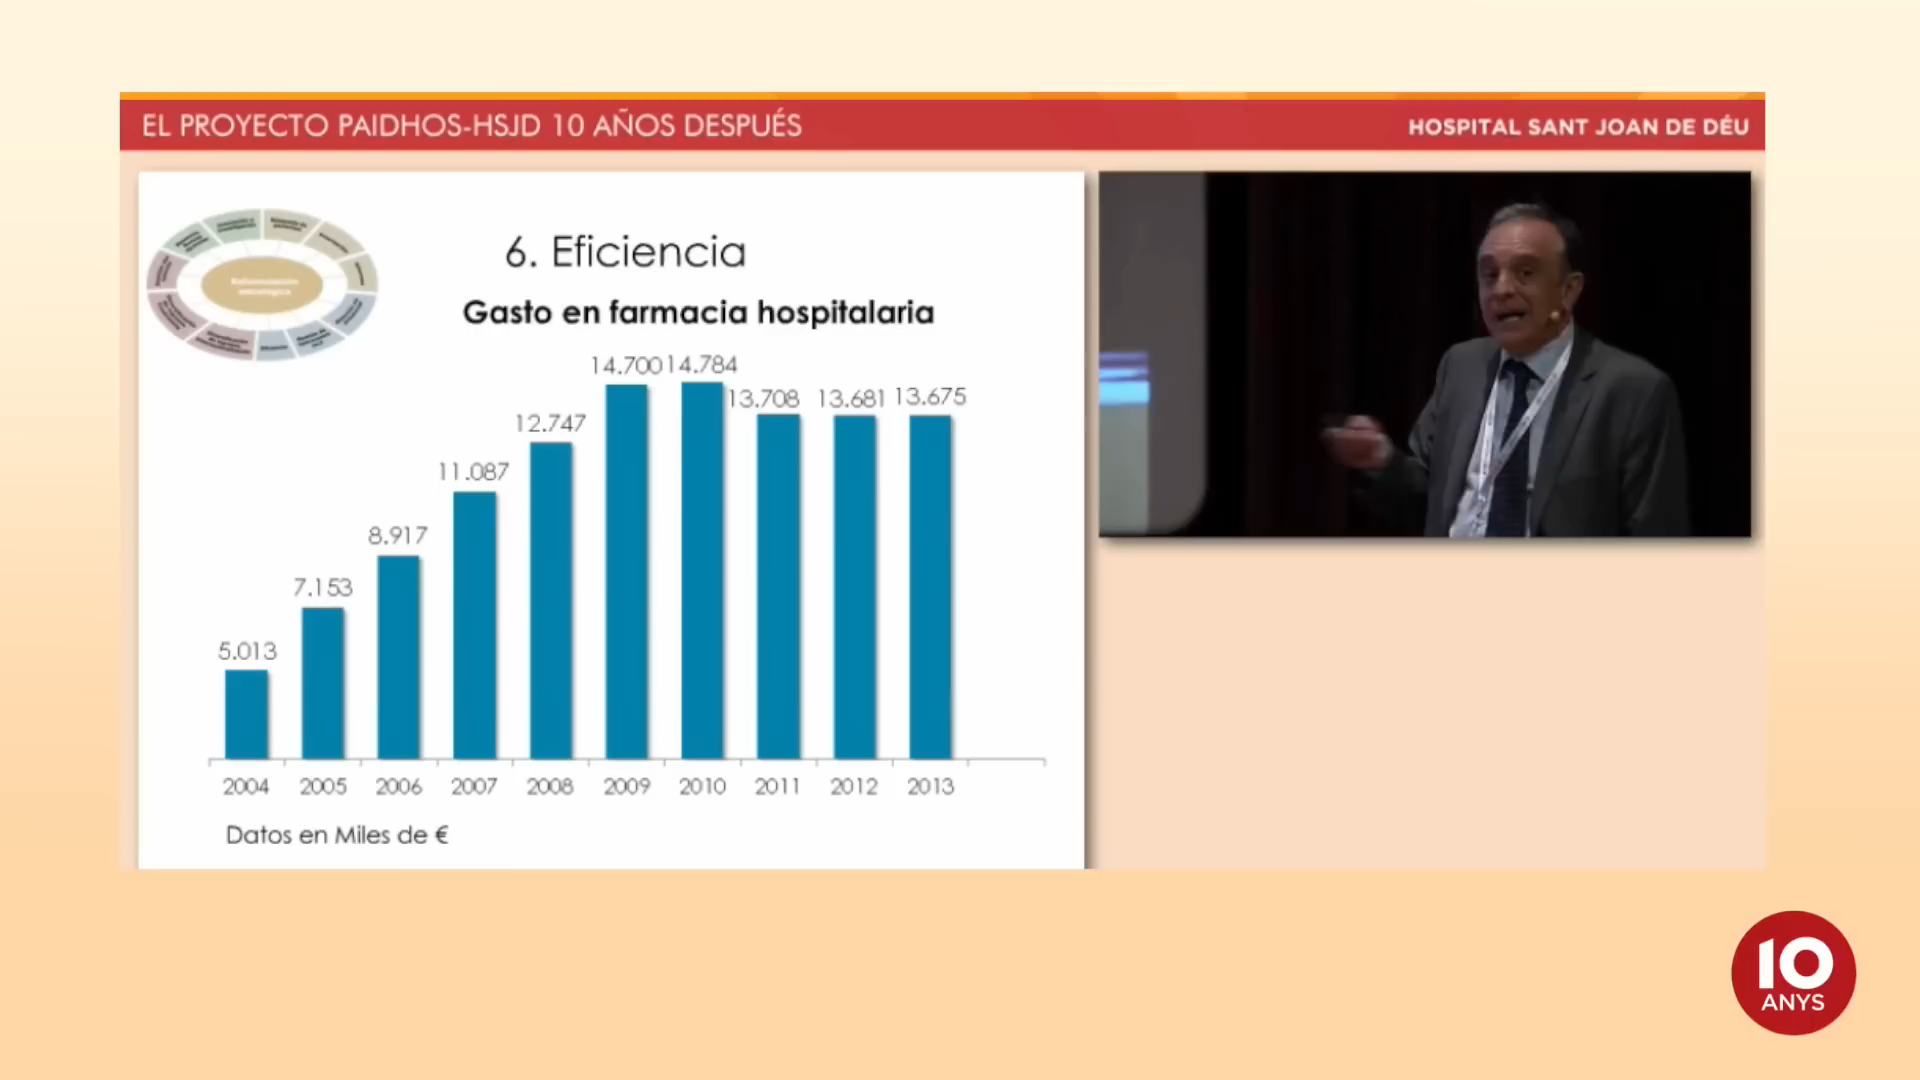 EL PROYECTO PAIDHOS-HSJD 10 AÑOS DESPUÉS
HOSPITAL SANT JOAN DE DÉU
6. Eficiencia
Gasto en farmacia hospitalaria
5.013
7.153
8.917
11.087
12.747
14.700
14.784
13.708
13.681
13.675
2004 2005 2006 2007 2008 2009 2010 2011 2012 2013
Datos en Miles de €
10
ANYS